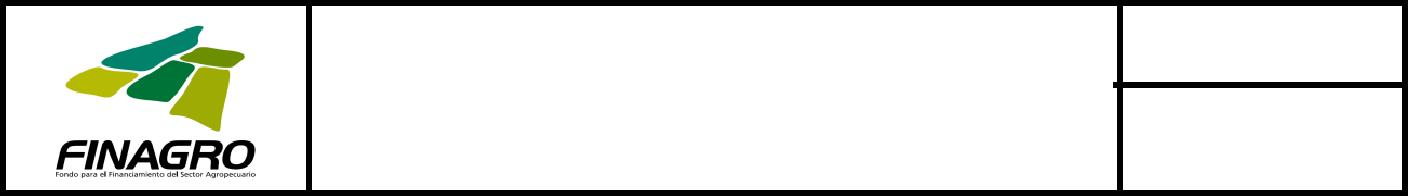 FINAGRO
Fondo para el Financiamiento del Sector Agropecuario